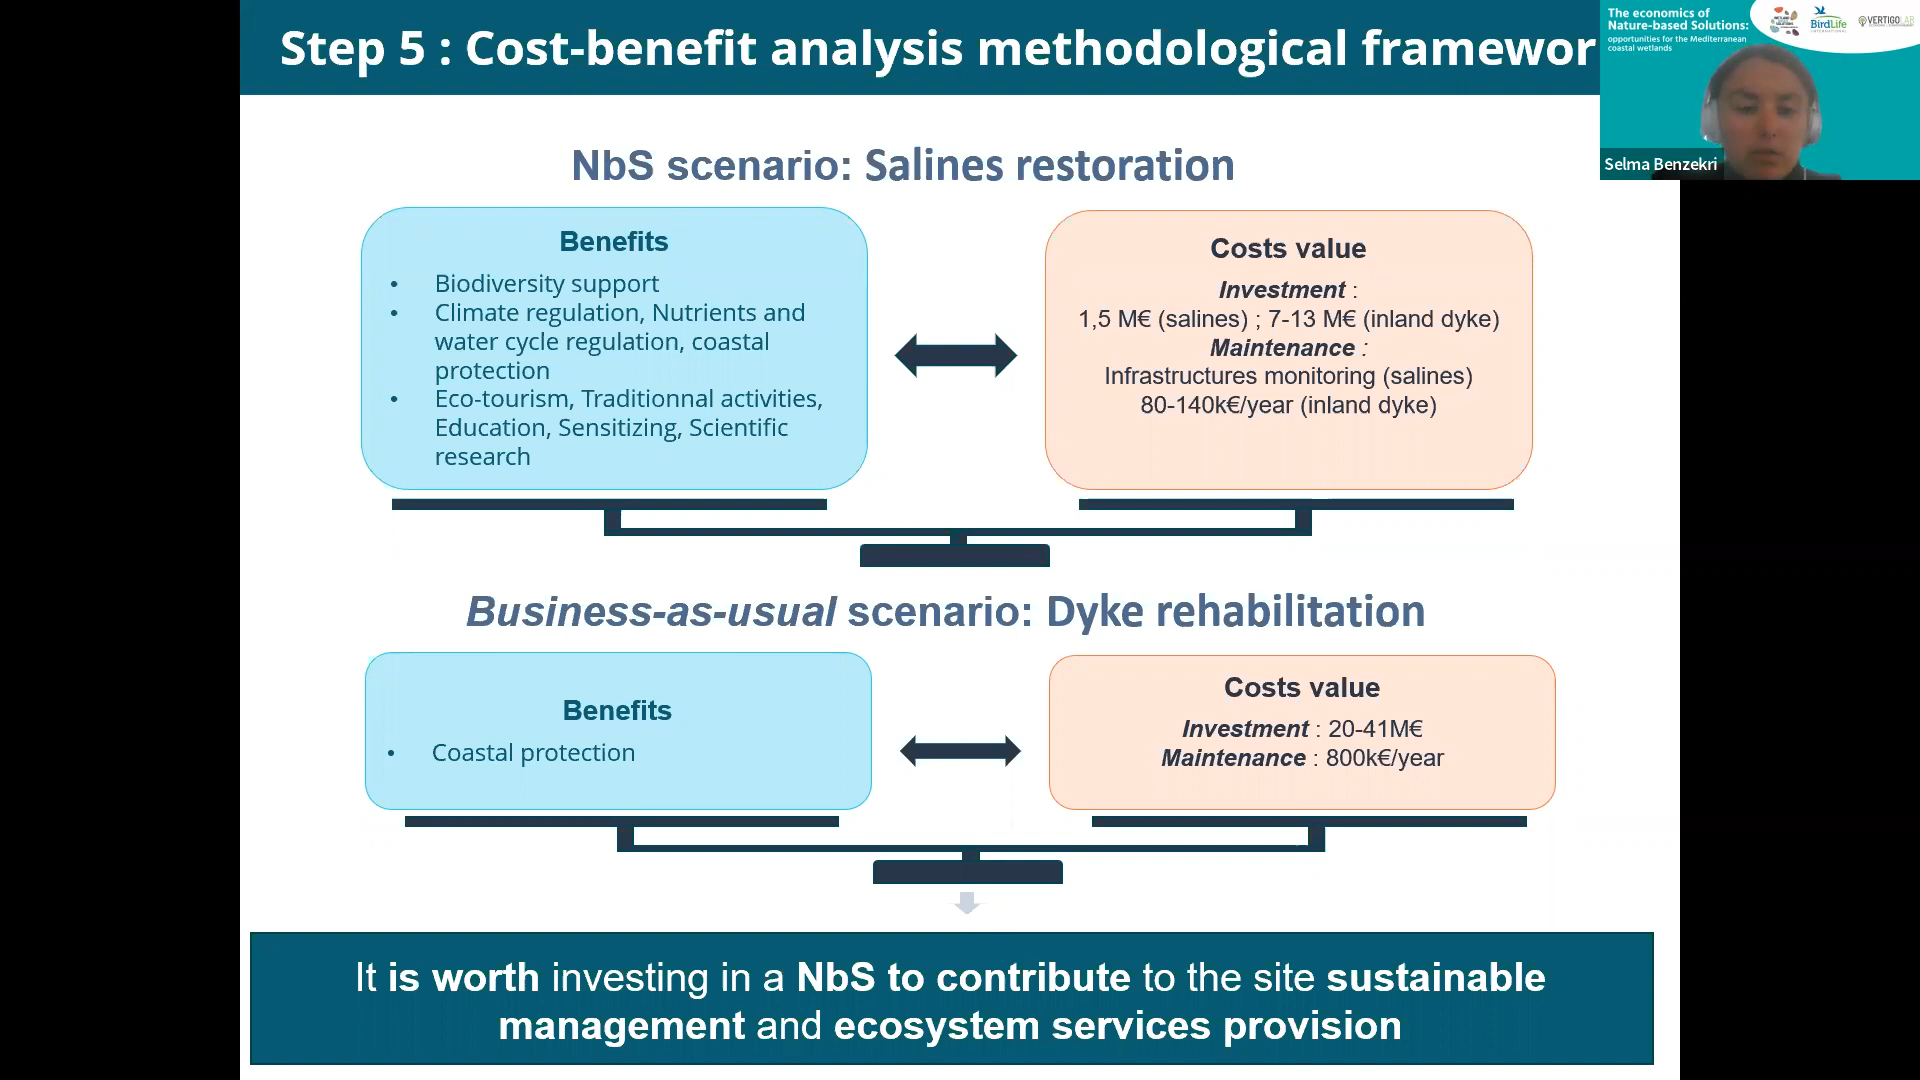 Step 5 : Cost-benefit analysis methodological framewor
The economics of
Nature-based Solutions:
opportunities for the Mediterranean
coastal wetlands
BirdLife
INTERNATIONAL
VERTIGOLAB
Selma Benzekri
NbS scenario: Salines restoration
Benefits
• Biodiversity support
• Climate regulation, Nutrients and
water cycle regulation, coastal
protection
• Eco-tourism, Traditionnal activities,
Education, Sensitizing, Scientific
research
Costs value
Investment :
1,5 M€ (salines) ; 7-13 M€ (inland dyke)
Maintenance :
Infrastructures monitoring (salines)
80-140k€/year (inland dyke)
Business-as-usual scenario: Dyke rehabilitation
Benefits
• Coastal protection
Costs value
Investment : 20-41M€
Maintenance : 800k€/year
It is worth investing in a NbS to contribute to the site sustainable
management and ecosystem services provision